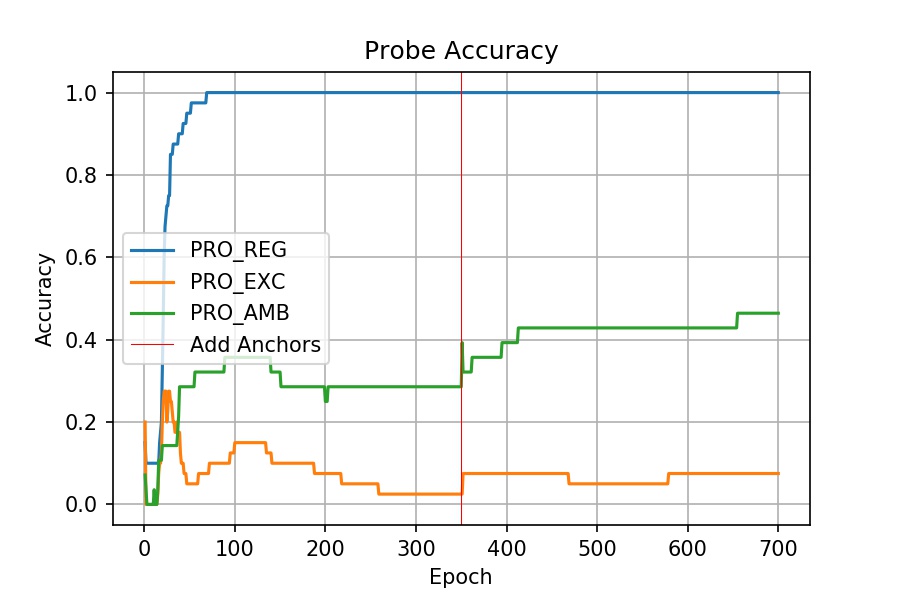 Probe Accuracy
1.0
0.8
0.6
0.4
0.2
0.0
Accuracy
PRO_REG
PRO_EXC
PRO_AMB
Add Anchors
0 100 200 300 400 500 600 700
Epoch